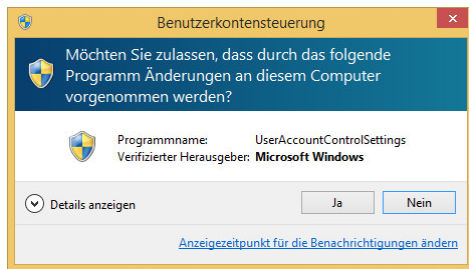 Benutzerkontensteuerung
Möchten Sie zulassen, dass durch das folgende
Programm Änderungen an diesem Computer
vorgenommen werden?
Programmname: UserAccountControlSettings
Verifizierter Herausgeber: Microsoft Windows
Details anzeigen
Ja
Nein
Anzeigezeitpunkt für die Benachrichtigungen ändern